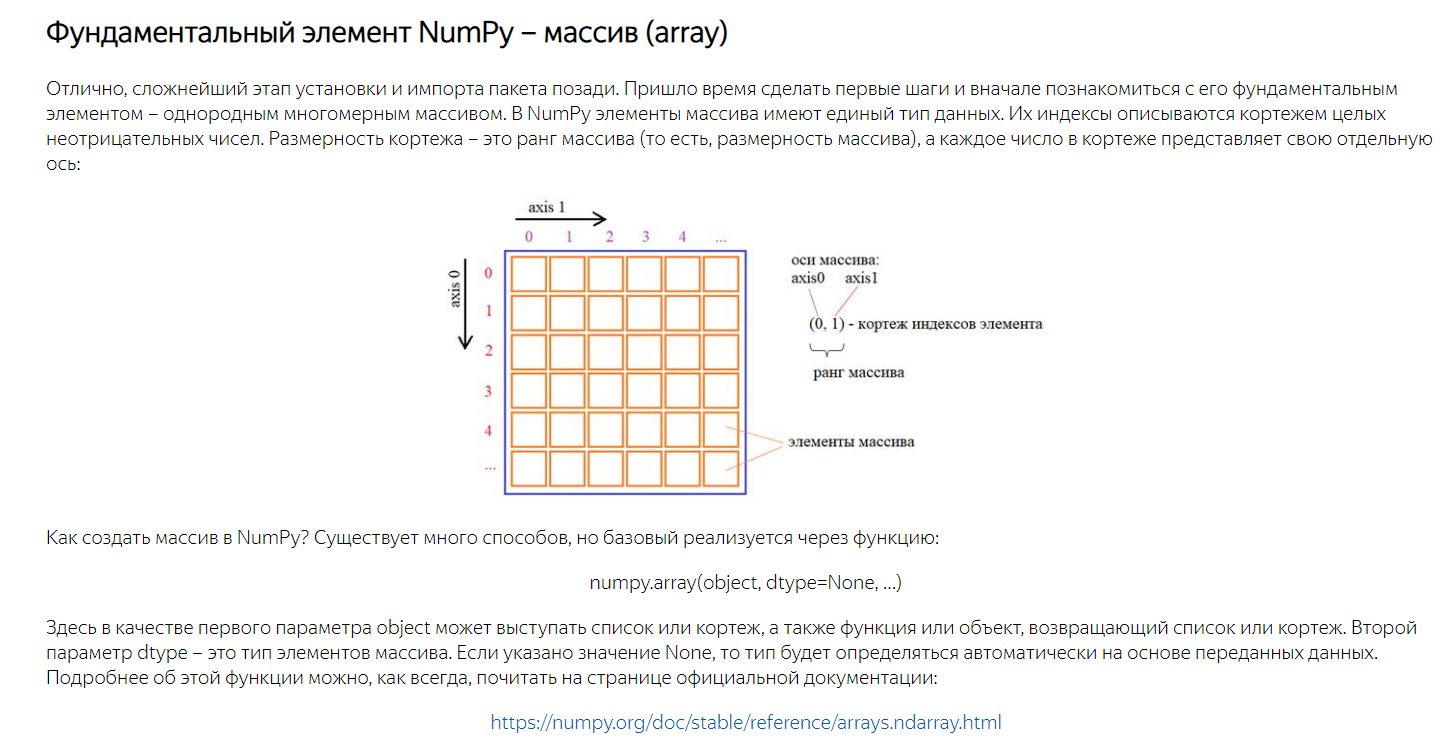 Фундаментальный элемент NumPy – массив (array)
Отлично, сложнейший этап установки и импорта пакета позади. Пришло время сделать первые шаги и вначале познакомиться с его фундаментальным
элементом – однородным многомерным массивом. В NumPy элементы массива имеют единый тип данных. Их индексы описываются кортежем целых
неотрицательных чисел. Размерность кортежа – это ранг массива (то есть, размерность массива), а каждое число в кортеже представляет свою отдельную
ось:
axis 1
0 1 2 3 4 ...
axis 0
0
1
2
3
4
...
оси массива:
axis0 axis1
(0, 1) - кортеж индексов элемента
ранг массива
элементы массива
Как создать массив в NumPy? Существует много способов, но базовый реализуется через функцию:
numpy.array(object, dtype=None, ...)
Здесь в качестве первого параметра object может выступать список или кортеж, а также функция или объект, возвращающий список или кортеж. Второй
параметр dtype – это тип элементов массива. Если указано значение None, то тип будет определяться автоматически на основе переданных данных.
Подробнее об этой функции можно, как всегда, почитать на странице официальной документации:
https://numpy.org/doc/stable/reference/arrays.ndarray.html